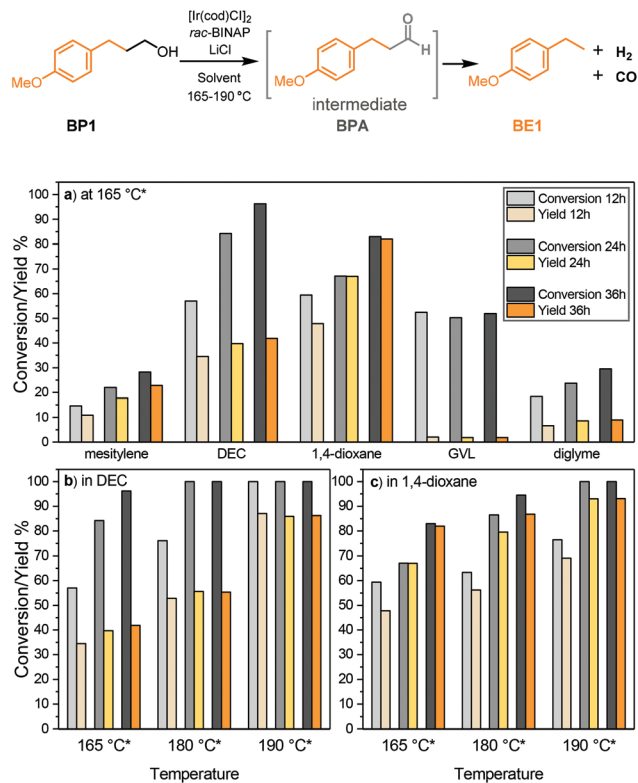 [Ir(cod)Cl]₂
rac-BINAP
LiCl
Solvent
165-190 °C
OH
MeO
BP1
O
H
MeO
intermediate
BPA
MeO
BE1
+ H₂
+ CO
a) at 165 °C*
Conversion 12h
Yield 12h
Conversion 24h
Yield 24h
Conversion 36h
Yield 36h
Conversion/Yield %
100
90
80
70
60
50
40
30
20
10
0
mesitylene DEC 1,4-dioxane GVL diglyme
b) in DEC
Conversion/Yield %
100
90
80
70
60
50
40
30
20
10
0
165 °C* 180 °C* 190 °C*
Temperature
c) in 1,4-dioxane
100
90
80
70
60
50
40
30
20
10
0
165 °C* 180 °C* 190 °C*
Temperature